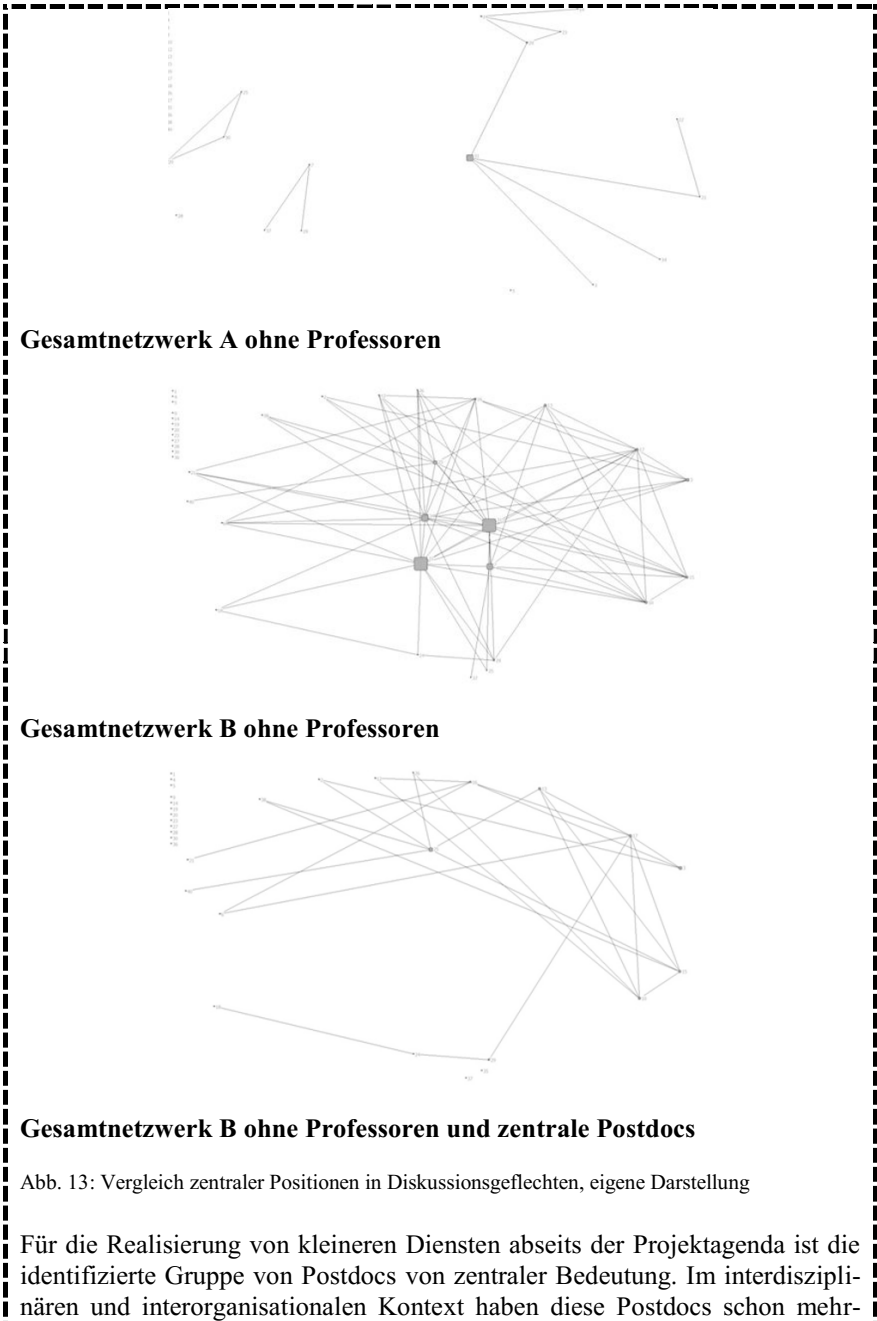 Gesamtnetzwerk A ohne Professoren
Gesamtnetzwerk B ohne Professoren
Gesamtnetzwerk B ohne Professoren und zentrale Postdocs
Abb. 13: Vergleich zentraler Positionen in Diskussionsgeflechten, eigene Darstellung
Für die Realisierung von kleineren Diensten abseits der Projektagenda ist die
identifizierte Gruppe von Postdocs von zentraler Bedeutung. Im interdiszipli-
nären und interorganisationalen Kontext haben diese Postdocs schon mehr-